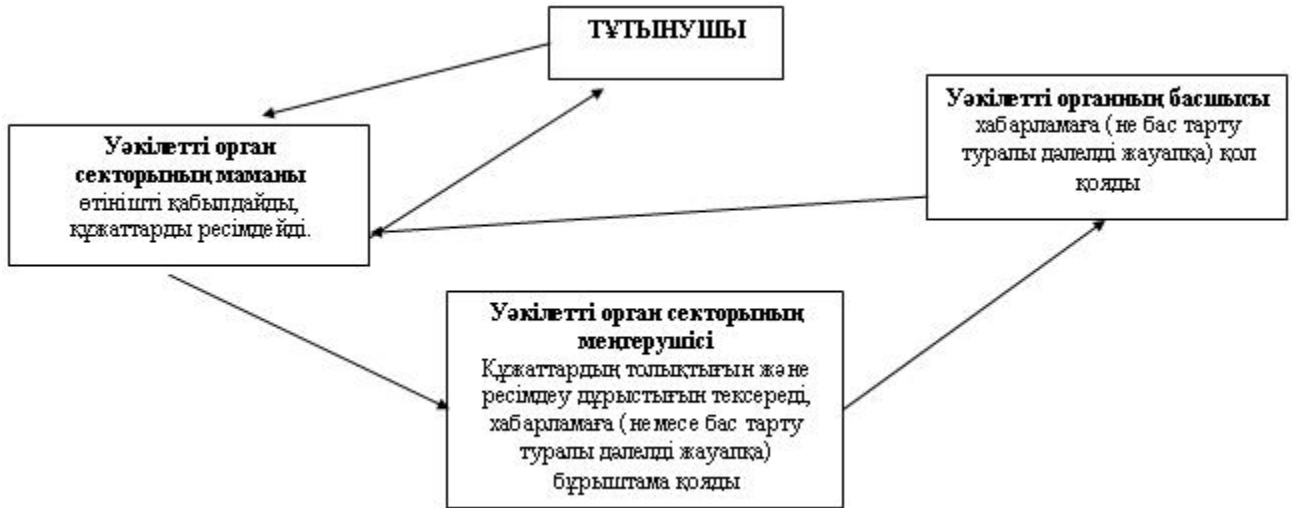 ТҰТЫНУШЫ
Уәкілетті органның басшысы
хабарламаға (не бас тарту
туралы дәлелді жауапқа) қол
қояды
Уәкілетті орган
секторының маманы
өтінішті қабылдайды,
құжаттарды ресімдейді.
Уәкілетті орган секторының
меңгерушісі
Құжаттардың толықтығын және
ресімдеу дұрыстығын тексереді,
хабарламаға (немесе бас тарту
туралы дәлелді жауапқа)
бұрыштама қояды